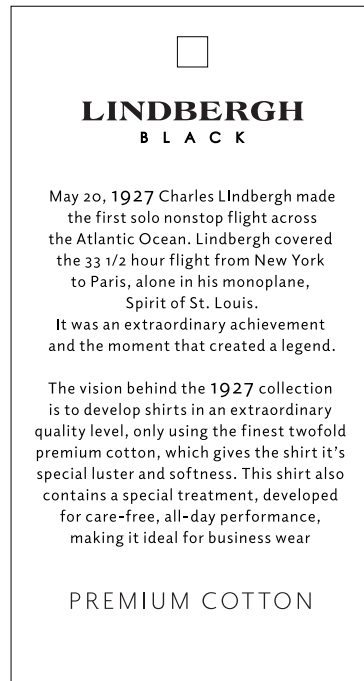 LINDBERGH
BLACK
May 20, 1927 Charles LIndbergh made
the first solo nonstop flight across
the Atlantic Ocean. Lindbergh covered
the 33 1/2 hour flight from New York
to Paris, alone in his monoplane,
Spirit of St. Louis.
It was an extraordinary achievement
and the moment that created a legend.
The vision behind the 1927 collection
is to develop shirts in an extraordinary
quality level, only using the finest twofold
premium cotton, which gives the shirt it's
special luster and softness. This shirt also
contains a special treatment, developed
for care-free, all-day performance,
making it ideal for business wear
PREMIUM COTTON